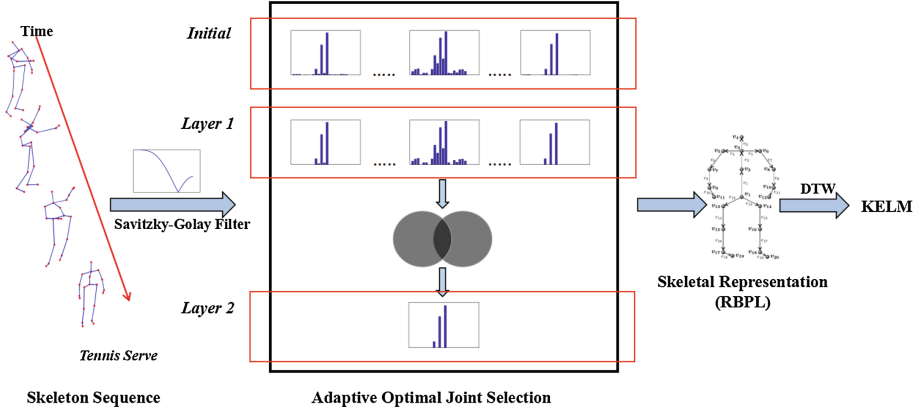 Time
Initial
..... .....
Layer 1
..... .....
Savitzky-Golay Filter
DTW
KELM
Layer 2
Skeletal Representation
(RBPL)
Tennis Serve
Skeleton Sequence
Adaptive Optimal Joint Selection